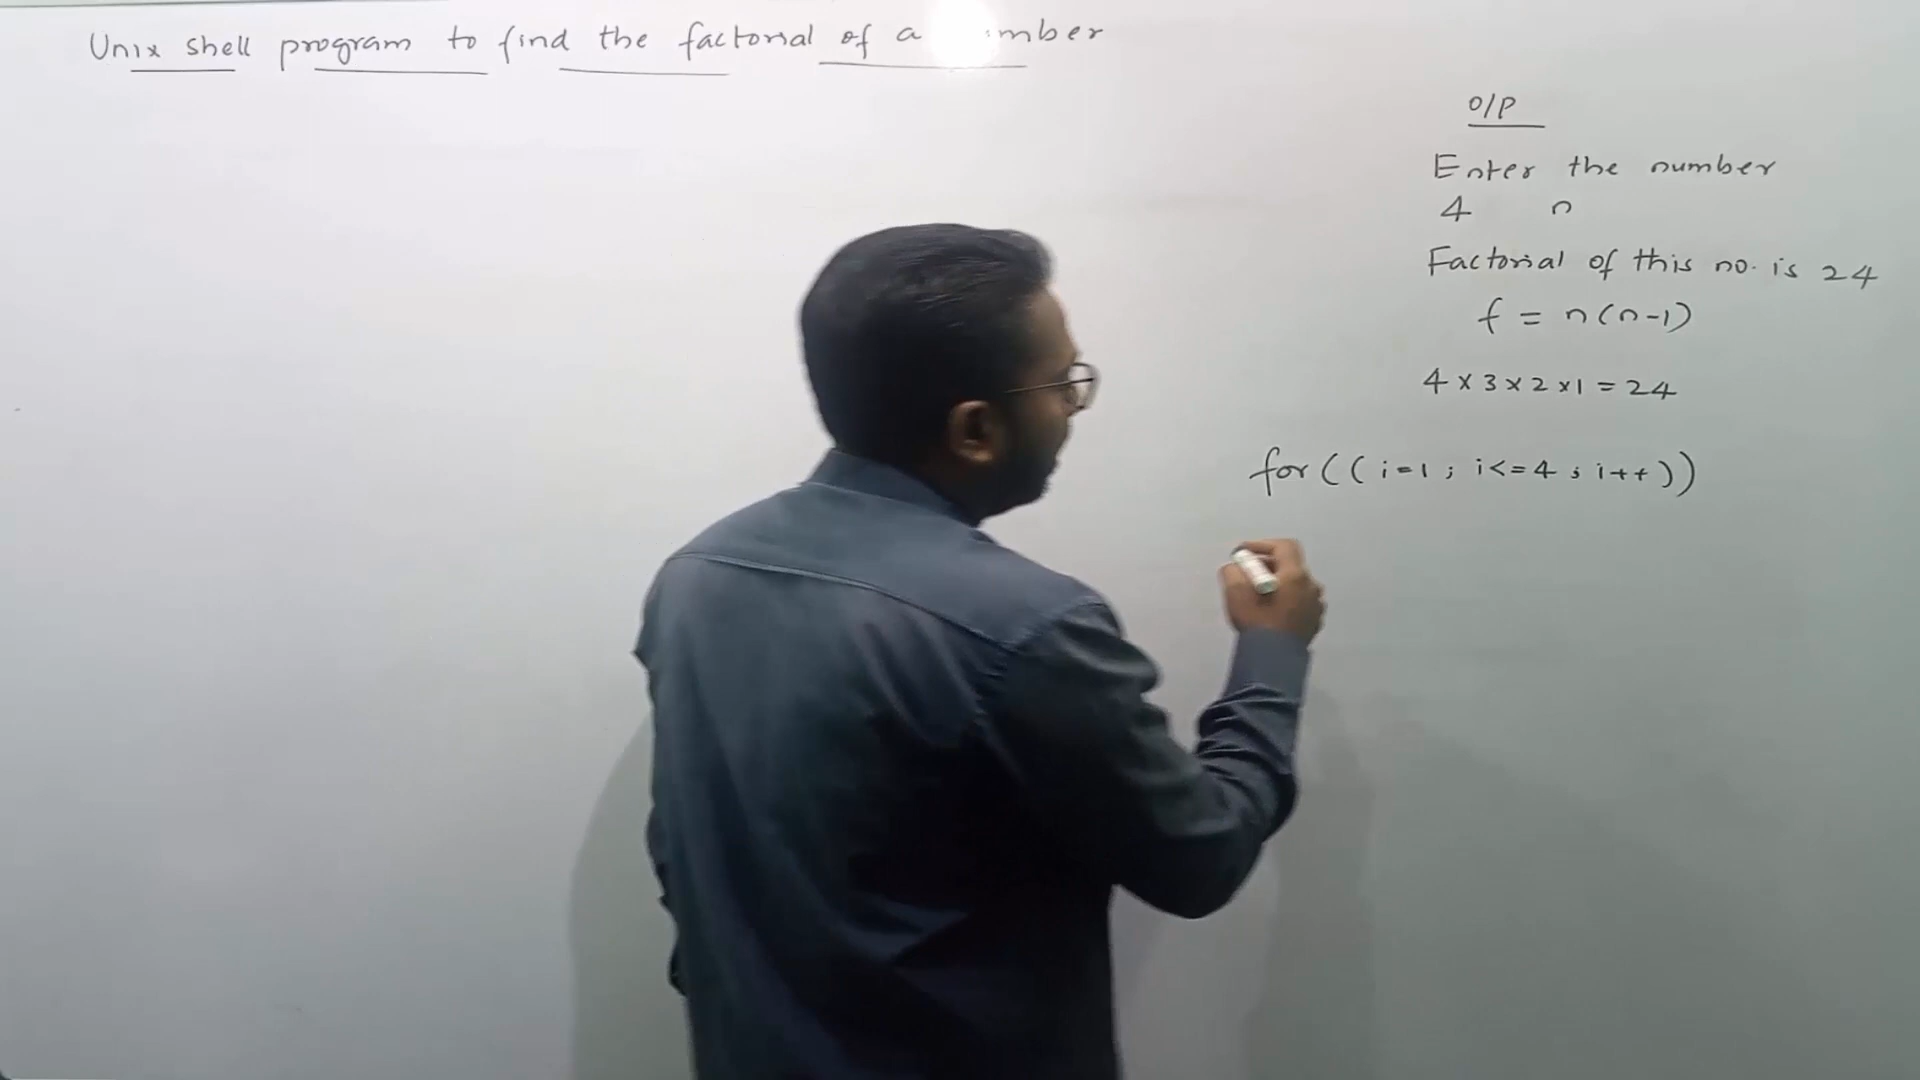 Unix shell program to find the factorial of a
O/P
Enter the number
4 n
Factorial of this no. is 24
f = n(n-1)
4 x 3 x 2 x 1 = 24
for((i=1; i<=4; i++))